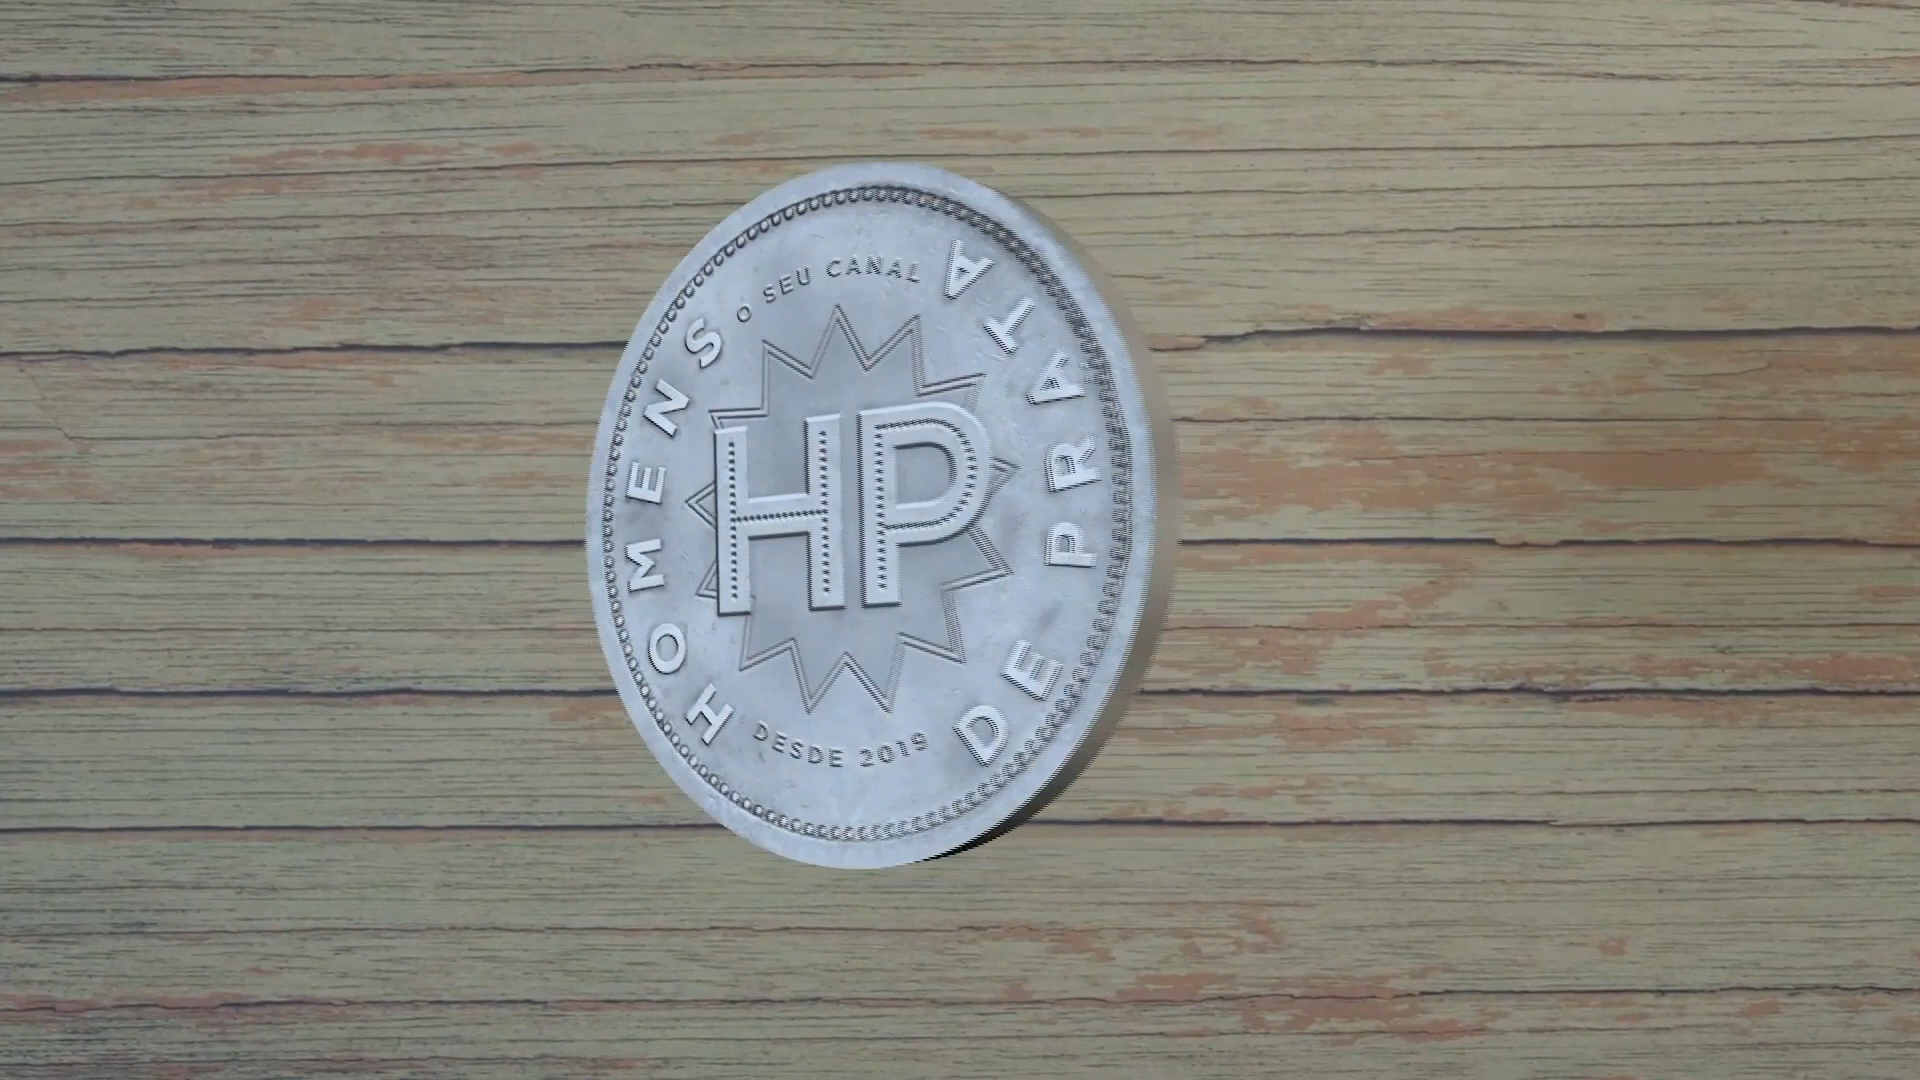 O SEU CANAL
HOMENS
DE PRATA
HP
DESDE 2019